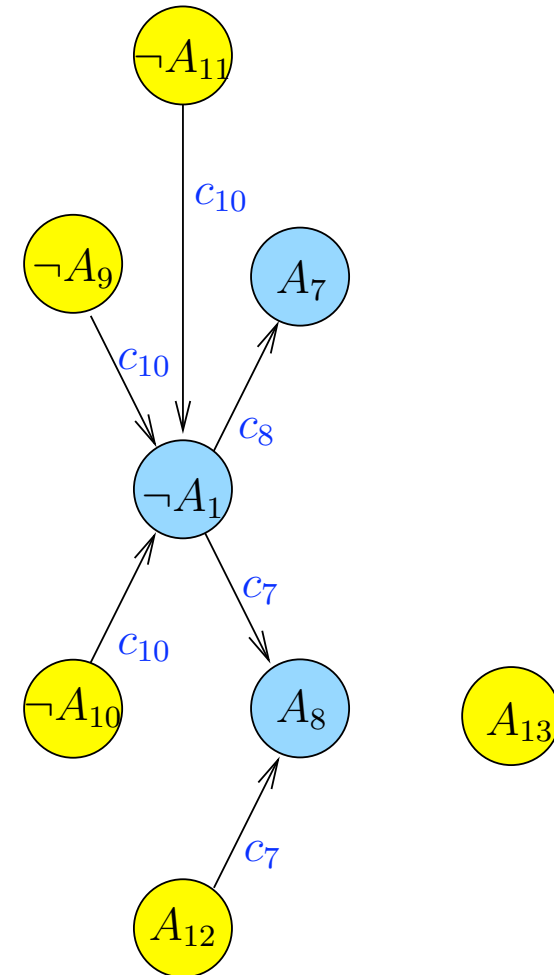 ¬A₁₁
c₁₀
¬A₉
A₇
c₁₀
c₈
¬A₁
c₇
c₁₀
¬A₁₀
A₈
A₁₃
c₇
A₁₂